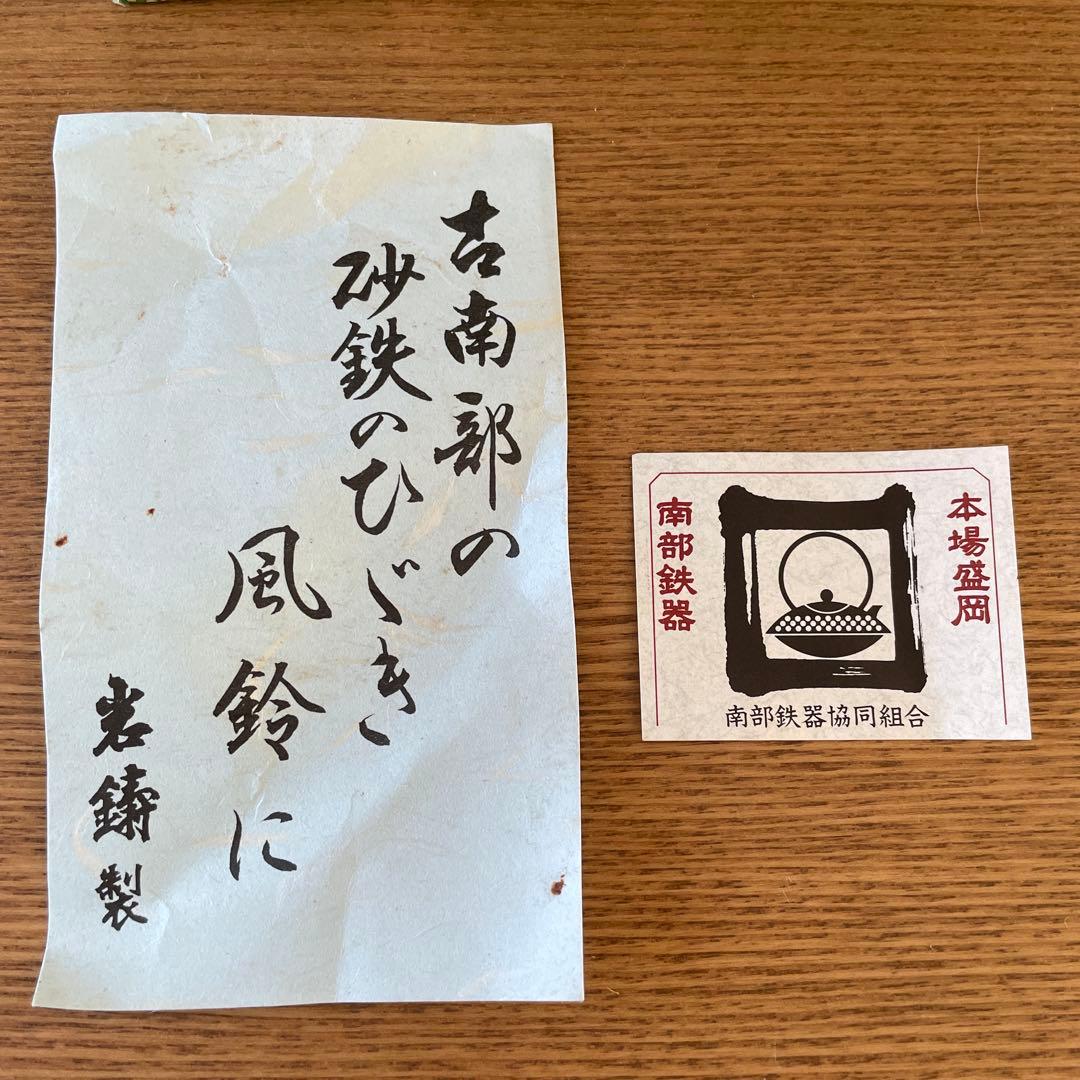 古南部の
砂鉄のひゞき
風鈴に
岩鋳製
本場盛岡
南部鉄器
南部鉄器協同組合